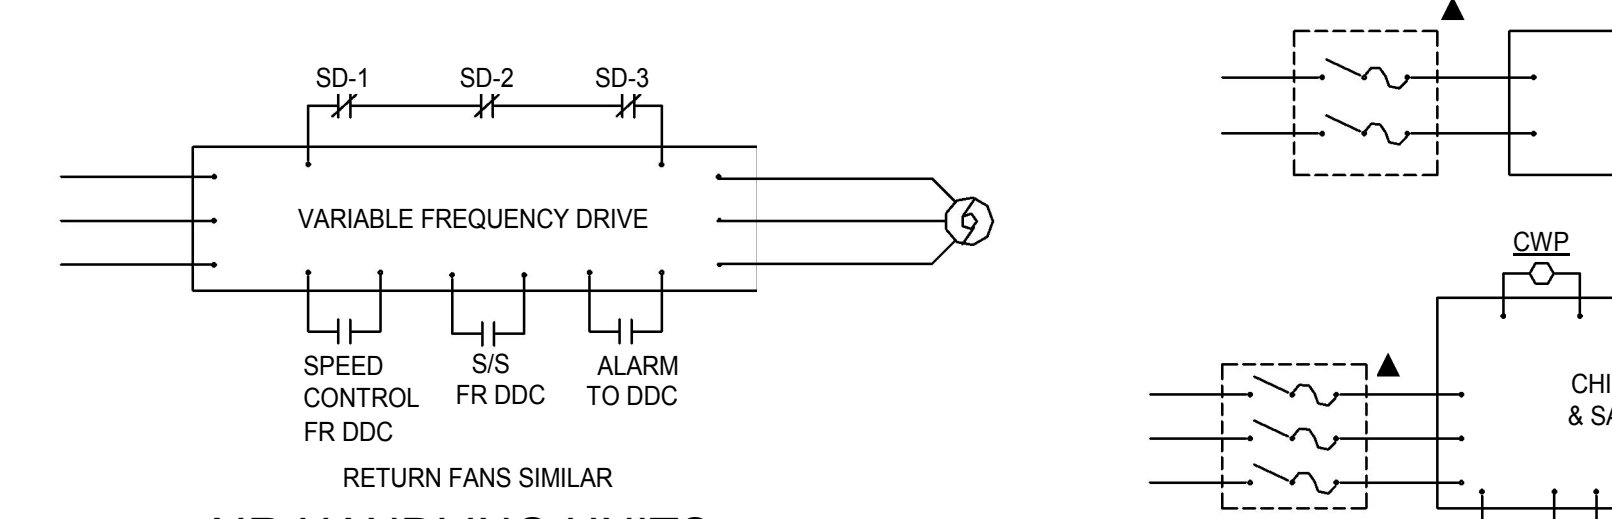 SD-1 SD-2 SD-3
VARIABLE FREQUENCY DRIVE
SPEED
CONTROL
FR DDC
S/S
FR DDC
ALARM
TO DDC
RETURN FANS SIMILAR
CWP